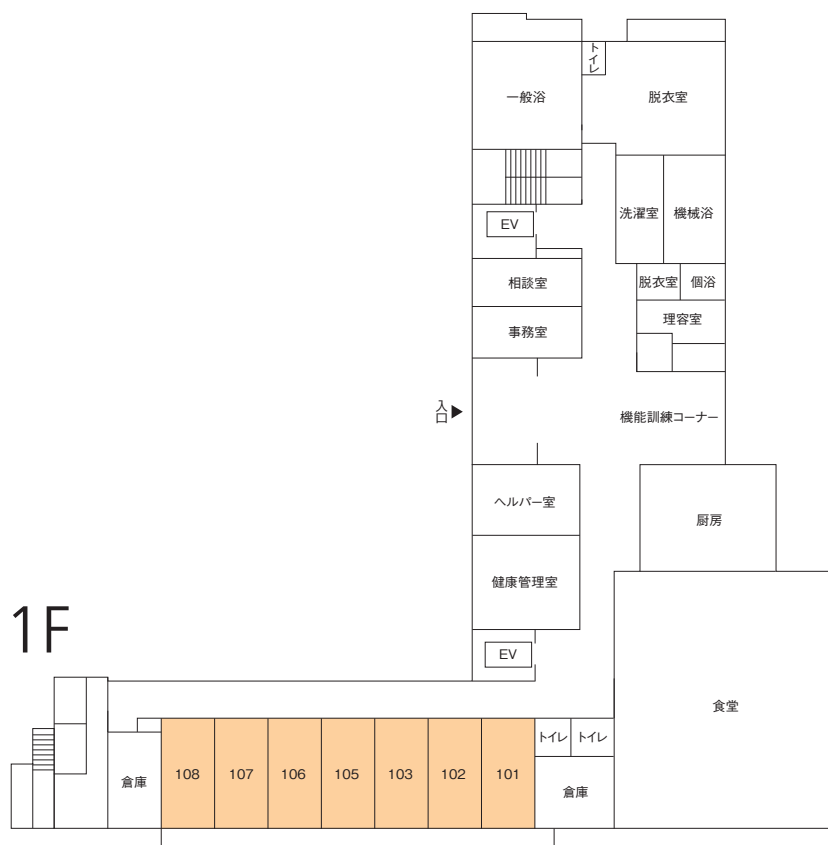 トイレ
一般浴
脱衣室
洗濯室
機械浴
EV
脱衣室
個浴
相談室
理容室
事務室
入口
機能訓練コーナー
ヘルパー室
厨房
健康管理室
1F
EV
食堂
トイレ
トイレ
108
107
106
105
103
102
101
倉庫
倉庫